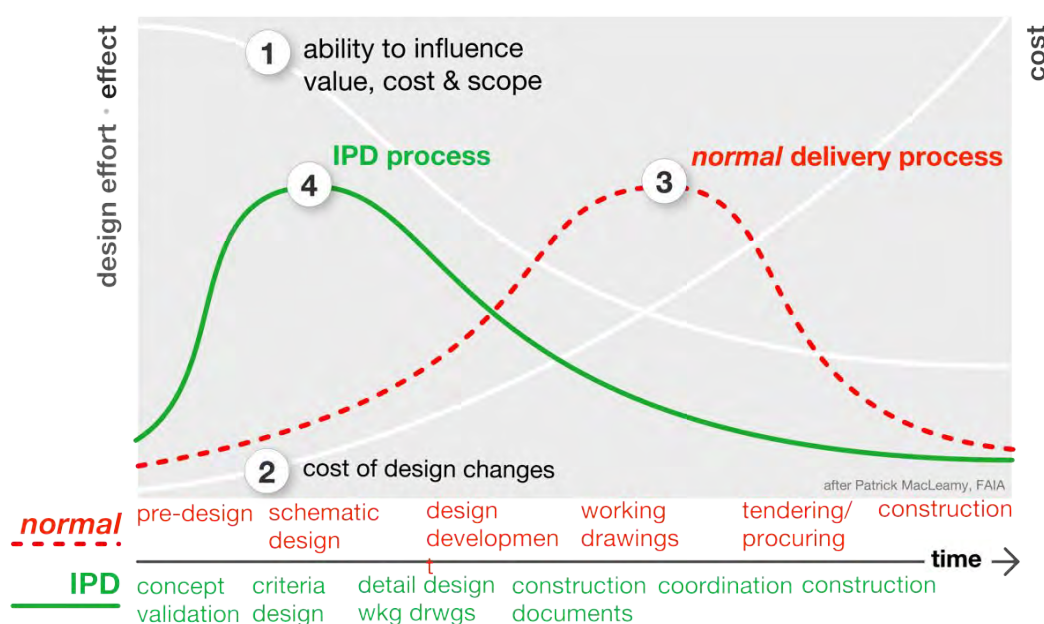 design effort • effect
cost
1 ability to influence
value, cost & scope
IPD process
4
normal delivery process
3
2 cost of design changes
after Patrick MacLeamy, FAIA
normal
pre-design
schematic
design
design
developmen
t
working
drawings
tendering/
procuring
construction
time
IPD
concept
validation
criteria
design
detail design
wkg drwgs
construction
documents
coordination
construction